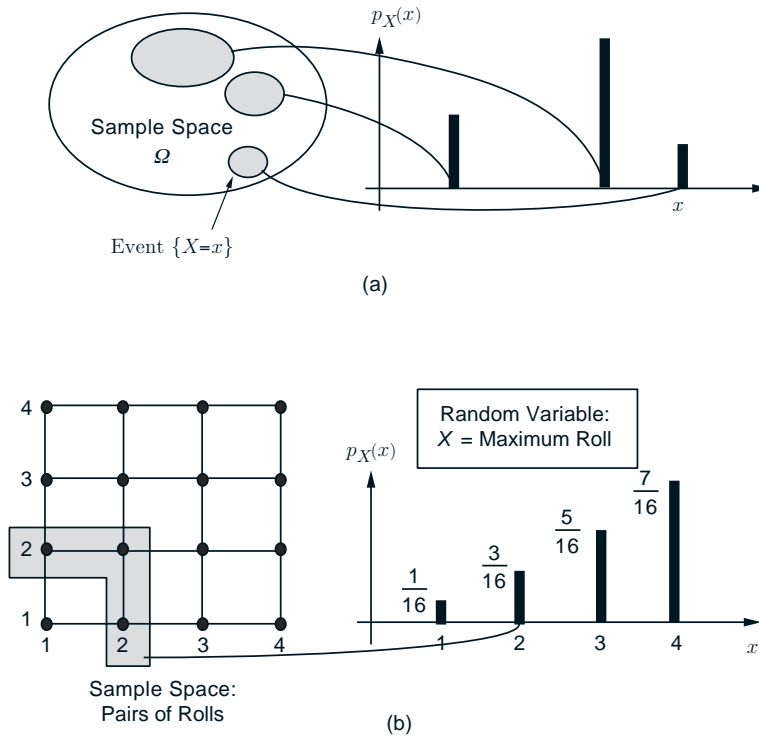 p_X(x)
Sample Space
Ω
x
Event {X=x}
(a)
4
3
2
1
1 2 3 4
Sample Space:
Pairs of Rolls
Random Variable:
X = Maximum Roll
p_X(x)
1/16
3/16
5/16
7/16
1 2 3 4
x
(b)